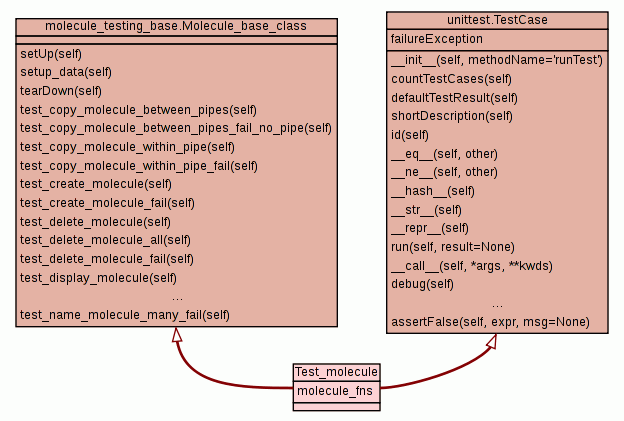 molecule_testing_base.Molecule_base_class
setUp(self)
setup_data(self)
tearDown(self)
test_copy_molecule_between_pipes(self)
test_copy_molecule_between_pipes_fail_no_pipe(self)
test_copy_molecule_within_pipe(self)
test_copy_molecule_within_pipe_fail(self)
test_create_molecule(self)
test_create_molecule_fail(self)
test_delete_molecule(self)
test_delete_molecule_all(self)
test_delete_molecule_fail(self)
test_display_molecule(self)
...
test_name_molecule_many_fail(self)
unittest.TestCase
failureException
__init__(self, methodName='runTest')
countTestCases(self)
defaultTestResult(self)
shortDescription(self)
id(self)
__eq__(self, other)
__ne__(self, other)
__hash__(self)
__str__(self)
__repr__(self)
run(self, result=None)
__call__(self, *args, **kwds)
debug(self)
...
assertFalse(self, expr, msg=None)
Test_molecule
molecule_fns